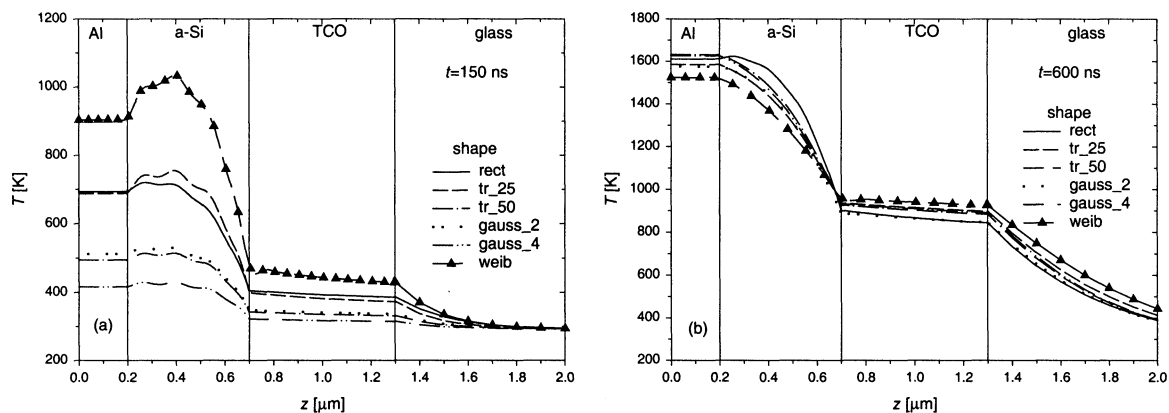 1200
1000
800
600
400
200
T [K]
Al
a-Si
TCO
glass
t=150 ns
shape
rect
tr_25
tr_50
gauss_2
gauss_4
weib
(a)
0.0 0.2 0.4 0.6 0.8 1.0 1.2 1.4 1.6 1.8 2.0
z [μm]
1800
1600
1400
1200
1000
800
600
400
200
T [K]
Al
a-Si
TCO
glass
t=600 ns
shape
rect
tr_25
tr_50
gauss_2
gauss_4
weib
(b)
0.0 0.2 0.4 0.6 0.8 1.0 1.2 1.4 1.6 1.8 2.0
z [μm]